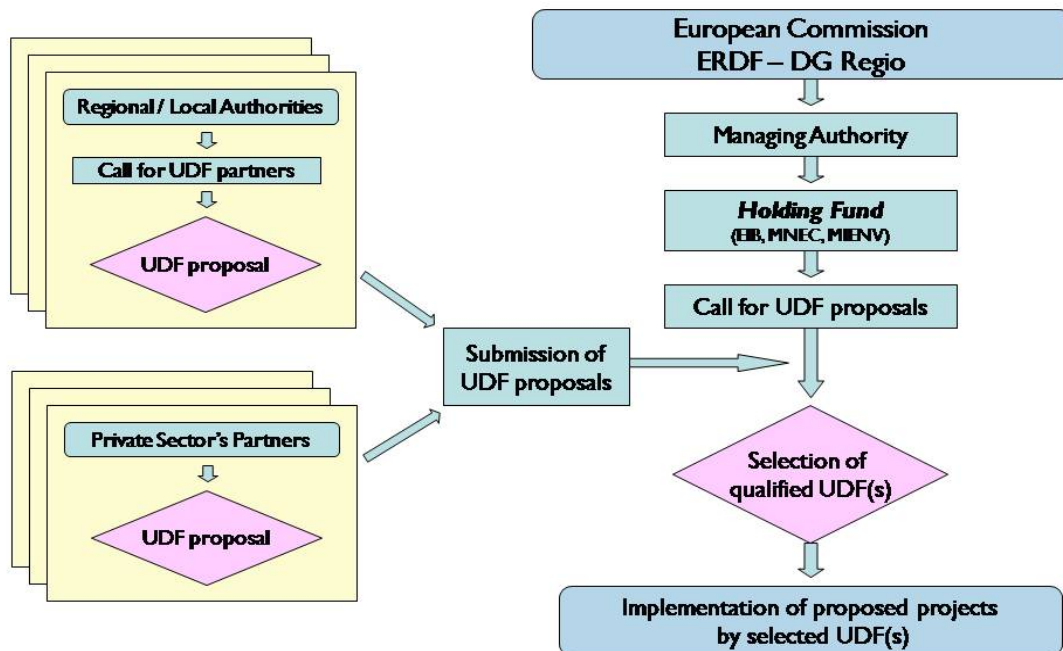 Regional / Local Authorities
Call for UDF partners
UDF proposal
Private Sector's Partners
UDF proposal
Submission of
UDF proposals
European Commission
ERDF – DG Regio
Managing Authority
Holding Fund
(EIB, MNEC, MIENV)
Call for UDF proposals
Selection of
qualified UDF(s)
Implementation of proposed projects
by selected UDF(s)